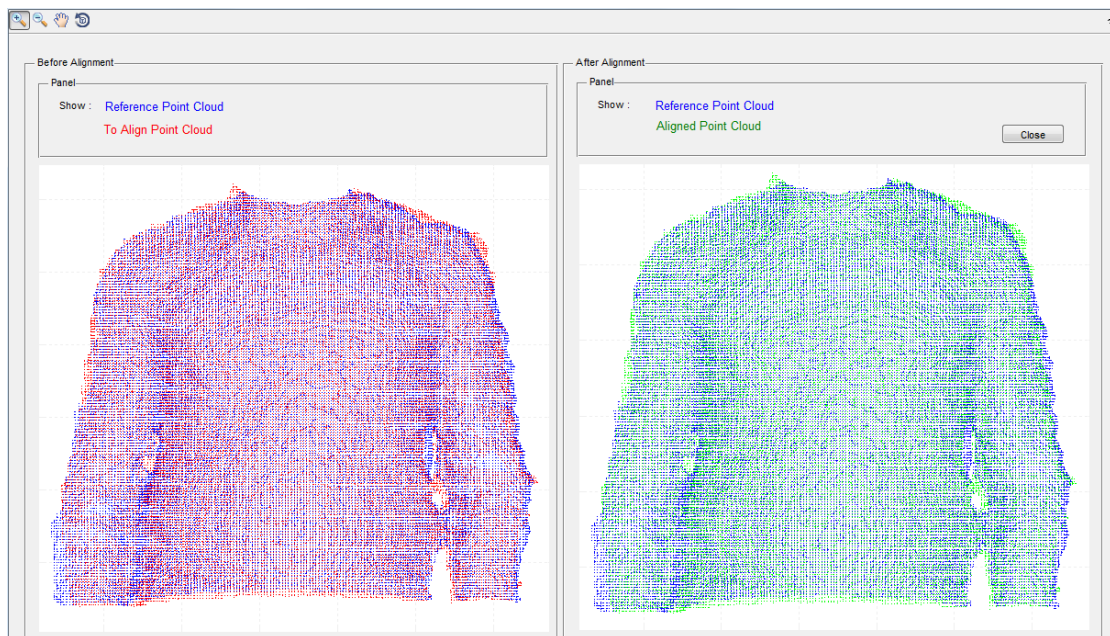 Before Alignment
Panel
Show : Reference Point Cloud
To Align Point Cloud
After Alignment
Panel
Show : Reference Point Cloud
Aligned Point Cloud
Close